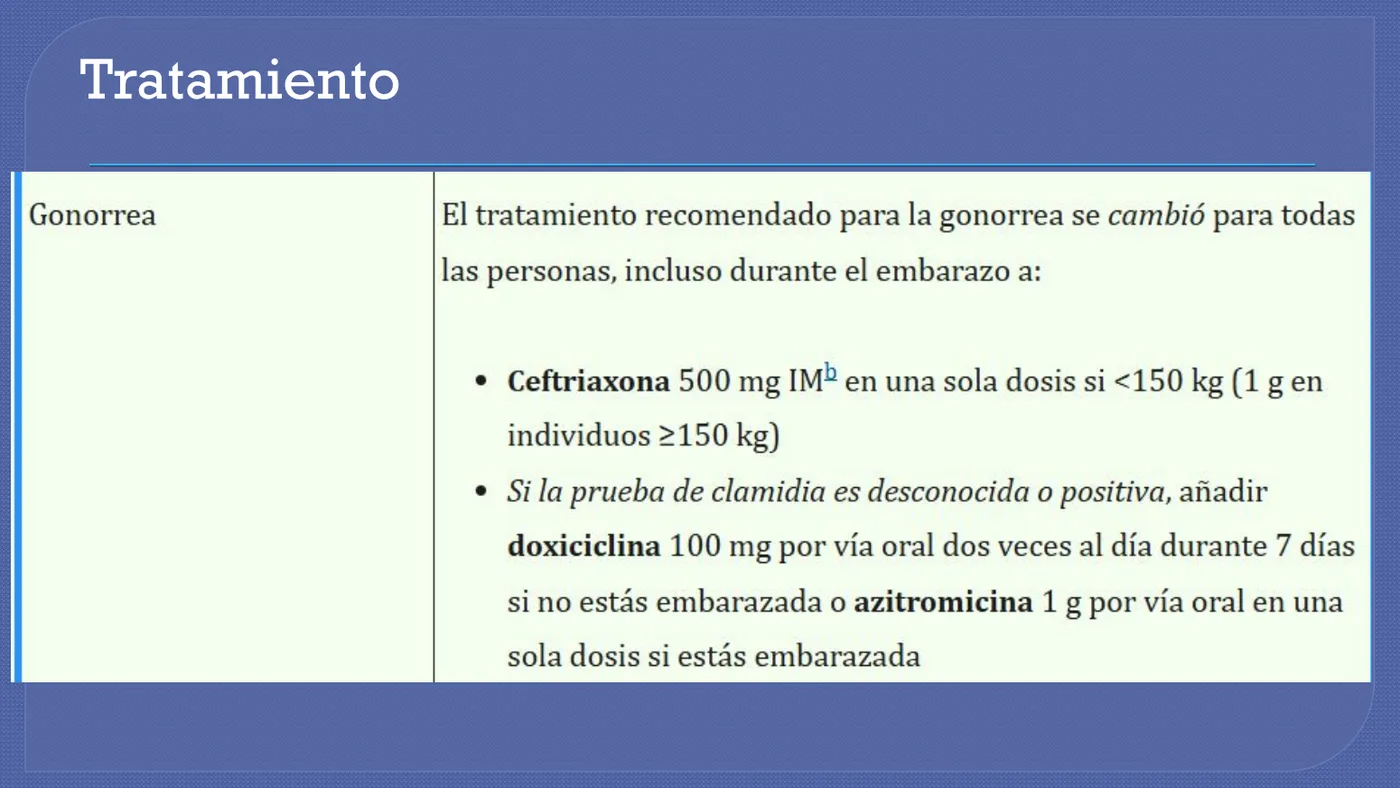 Tratamiento
Gonorrea
El tratamiento recomendado para la gonorrea se cambió para todas
las personas, incluso durante el embarazo a:
• Ceftriaxona 500 mg IMb en una sola dosis si <150 kg (1 g en
individuos ≥150 kg)
• Si la prueba de clamidia es desconocida o positiva, añadir
doxiciclina 100 mg por vía oral dos veces al día durante 7 días
si no estás embarazada o azitromicina 1 g por vía oral en una
sola dosis si estás embarazada